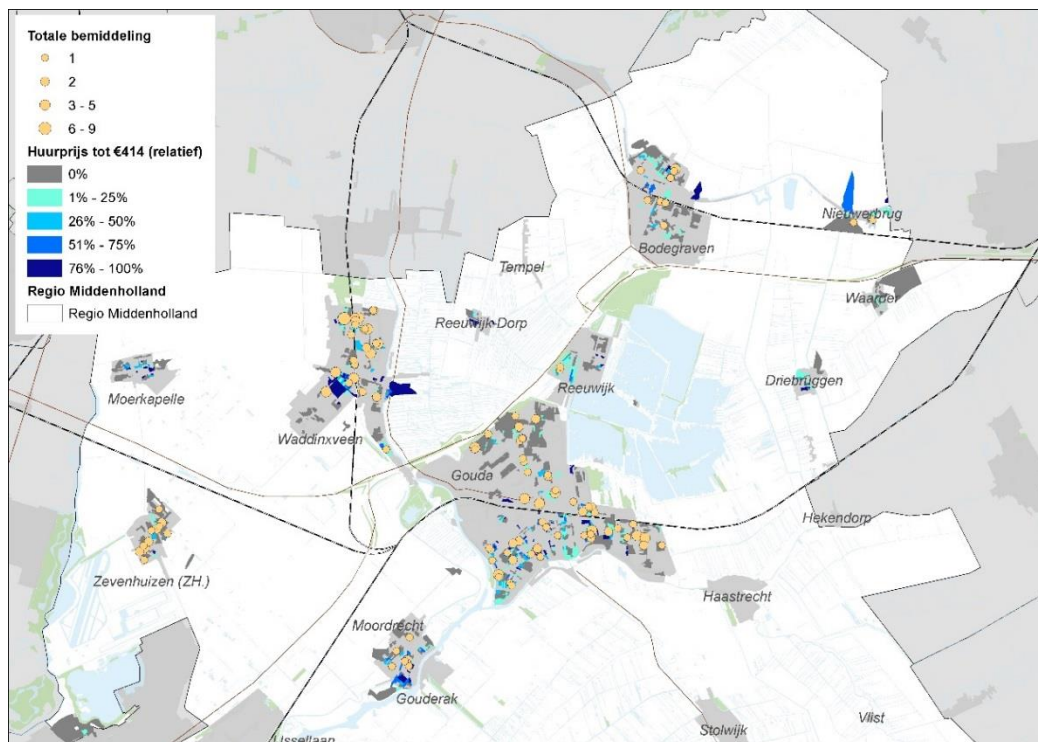 Totale bemiddeling
1
2
3 - 5
6 - 9
Huurprijs tot €414 (relatief)
0%
1% - 25%
26% - 50%
51% - 75%
76% - 100%
Regio Middenholland
Regio Middenholland
Nieuwerbrug
Bodegraven
Tempel
Waarder
Reeuwijk-Dorp
Driebruggen
Reeuwijk
Moerkapelle
Waddinxveen
Gouda
Hekendorp
Zevenhuizen (ZH.)
Haastrecht
Moordrecht
Gouderak
Vlist
Stolwijk
IJssellaan